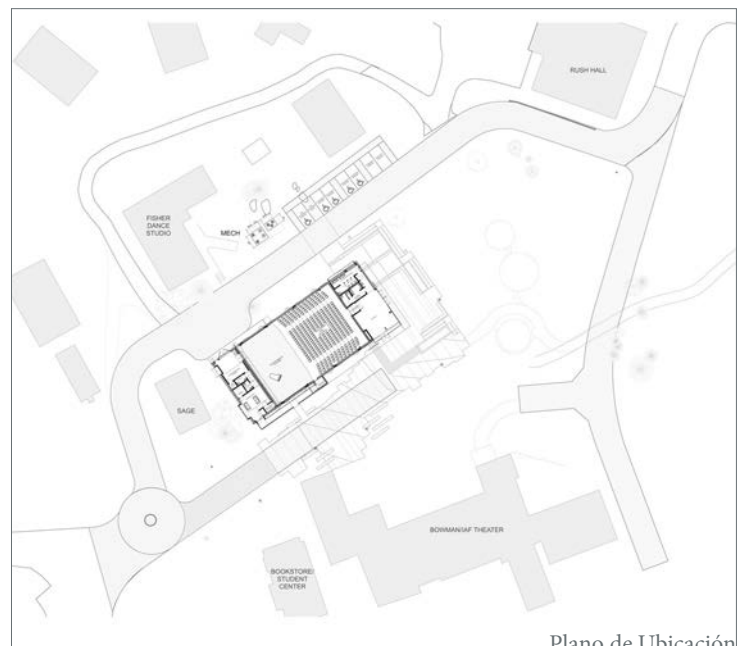 RUSH HALL
FISHER
DANCE
STUDIO
MECH
SAGE
BOWMAN/IAF THEATER
BOOKSTORE/
STUDENT
CENTER
Plano de Ubicación